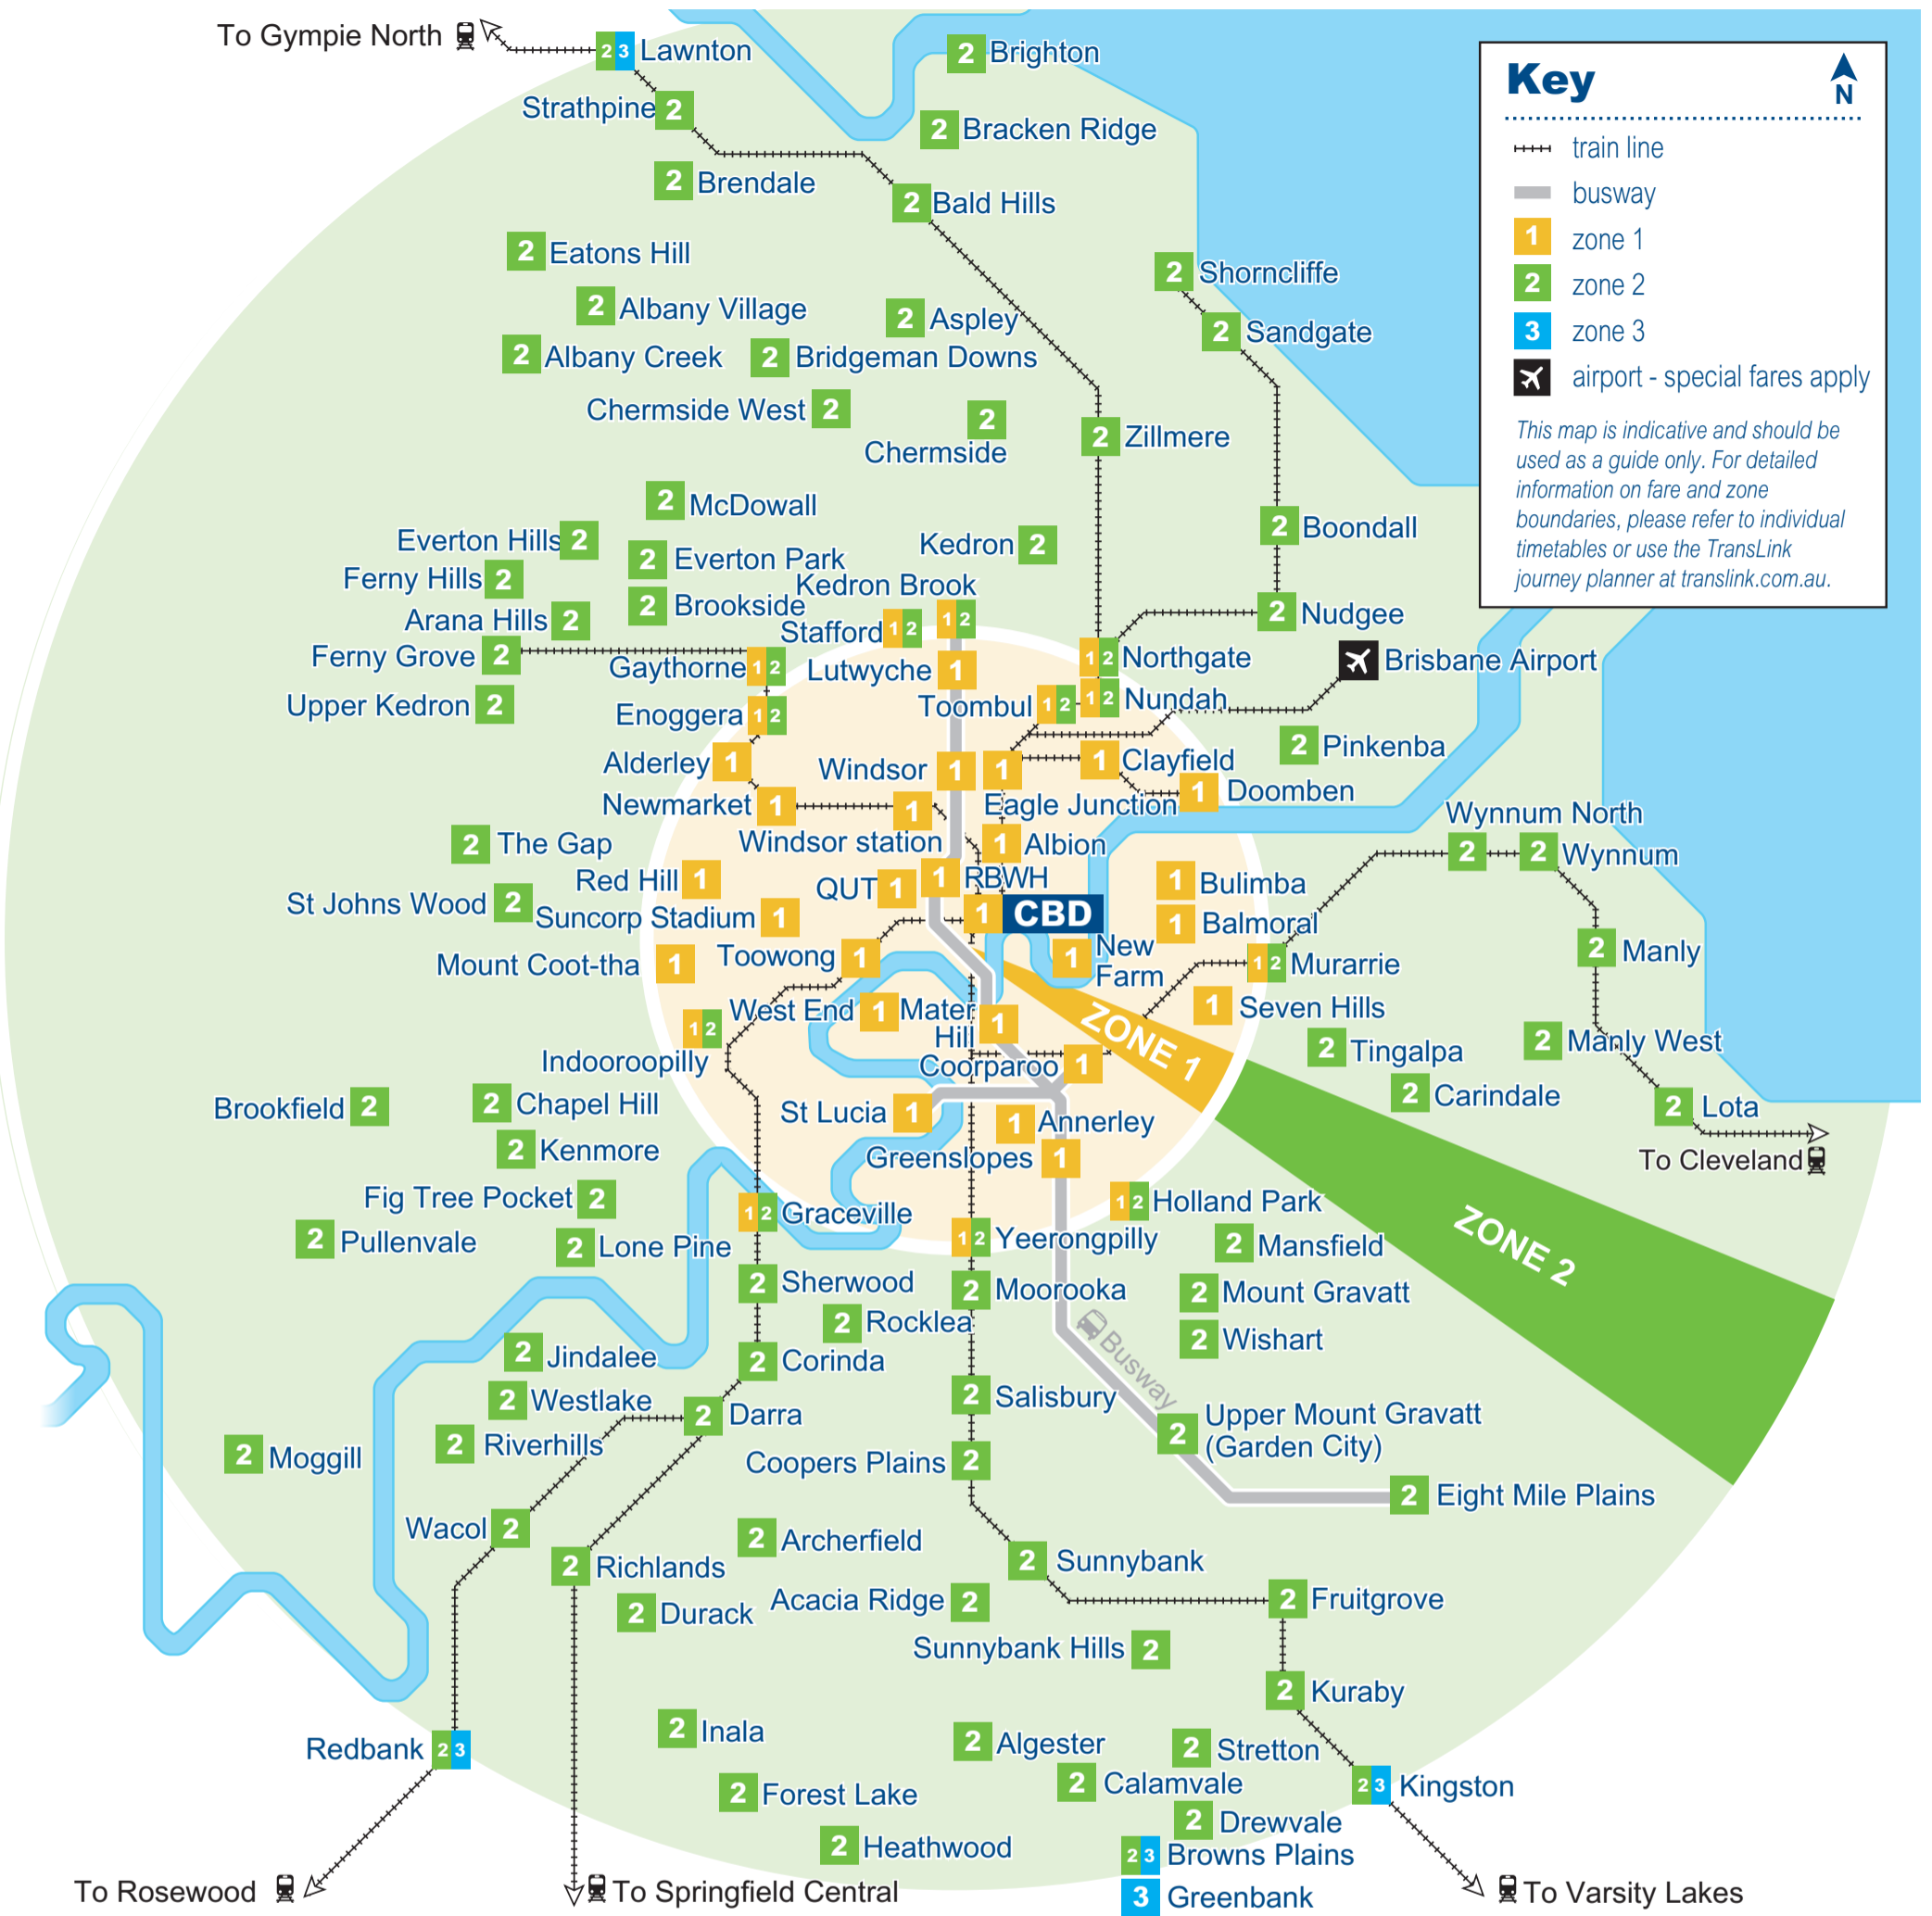 To Gympie North
2 3 Lawnton
2 Brighton
Key
N
Strathpine 2
2 Bracken Ridge
train line
2 Brendale
busway
2 Bald Hills
1 zone 1
2 Eatons Hill
2 Shorncliffe
2 zone 2
2 Albany Village
2 Aspley
2 Sandgate
3 zone 3
2 Albany Creek
2 Bridgeman Downs
airport - special fares apply
Chermside West 2
2
Chermside
2 Zillmere
This map is indicative and should be
used as a guide only. For detailed
information on fare and zone
boundaries, please refer to individual
timetables or use the TransLink
journey planner at translink.com.au.
2 McDowall
Everton Hills 2
Kedron 2
2 Boondall
2 Everton Park
Ferny Hills 2
Kedron Brook
1 2
2 Brookside
Arana Hills 2
Stafford 1 2
2 Nudgee
Ferny Grove 2
Gaythorne 1 2
Lutwyche 1
1 2 Northgate
Brisbane Airport
Upper Kedron 2
Enoggera 1 2
Toombul 1 2
1 2 Nundah
2 Pinkenba
Alderley 1
Windsor 1
1
Eagle Junction
1 Clayfield
1 Doomben
Newmarket 1
1
Windsor station
Wynnum North
2
2 Wynnum
The Gap 2
1 Albion
Red Hill 1
QUT 1
1 RBWH
1 Bulimba
St Johns Wood 2
Suncorp Stadium 1
1 CBD
1 Balmoral
2 Manly
Mount Coot-tha 1
Toowong 1
1 New
Farm
1 2 Murarrie
West End 1
Mater
Hill 1
ZONE 1
1 Seven Hills
1 2
Indooroopilly
Coorparoo 1
2 Tingalpa
2 Manly West
Brookfield 2
2 Chapel Hill
St Lucia 1
1 Annerley
2 Carindale
2 Lota
To Cleveland
2 Kenmore
Greenslopes 1
Fig Tree Pocket 2
1 2 Graceville
1 2 Holland Park
ZONE 2
2 Pullenvale
2 Lone Pine
1 2 Yeerongpilly
2 Mansfield
2 Sherwood
2 Moorooka
2 Mount Gravatt
2 Rocklea
Busway
2 Wishart
2 Jindalee
2 Corinda
2 Westlake
2 Darra
2 Salisbury
2 Upper Mount Gravatt
(Garden City)
2 Riverhills
2 Moggill
Coopers Plains 2
2 Eight Mile Plains
Wacol 2
2 Archerfield
2 Richlands
2 Sunnybank
2 Durack
Acacia Ridge 2
2 Fruitgrove
Sunnybank Hills 2
2 Kuraby
2 Inala
Redbank 2 3
2 Algester
2 Stretton
2 Forest Lake
2 Calamvale
2 3 Kingston
2 Drewvale
2 Heathwood
2 3 Browns Plains
To Rosewood
To Springfield Central
3 Greenbank
To Varsity Lakes